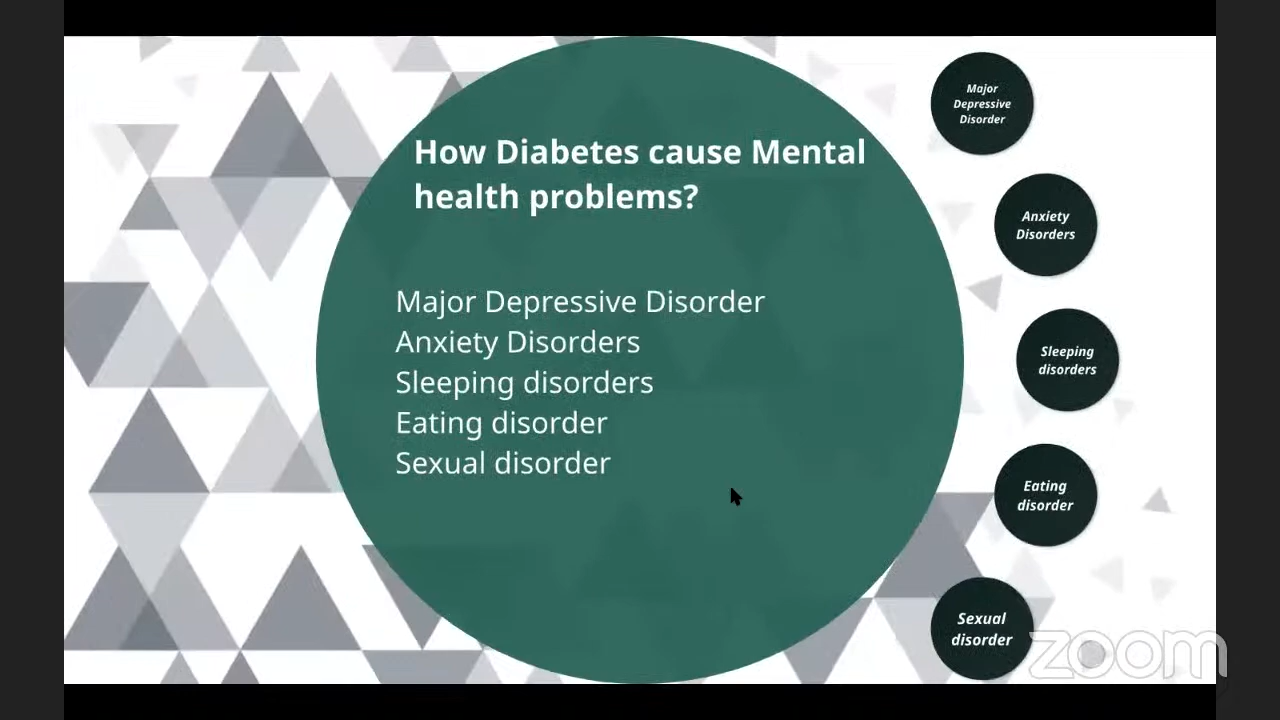 How Diabetes cause Mental
health problems?
Major Depressive Disorder
Anxiety Disorders
Sleeping disorders
Eating disorder
Sexual disorder
Major
Depressive
Disorder
Anxiety
Disorders
Sleeping
disorders
Eating
disorder
Sexual
disorder
zoom